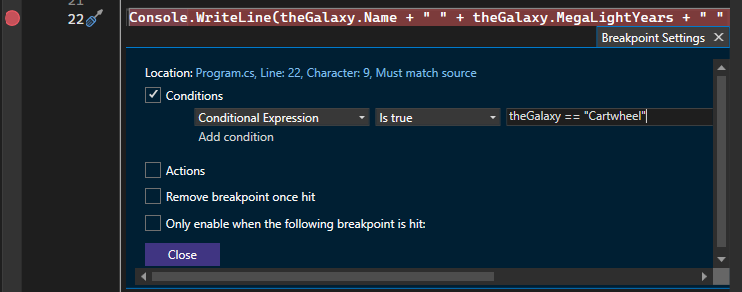 21
22 Console.WriteLine(theGalaxy.Name + " " + theGalaxy.MegaLightYears + " "
Breakpoint Settings
Location: Program.cs, Line: 22, Character: 9, Must match source
Conditions
Conditional Expression Is true theGalaxy == "Cartwheel"
Add condition
Actions
Remove breakpoint once hit
Only enable when the following breakpoint is hit:
Close